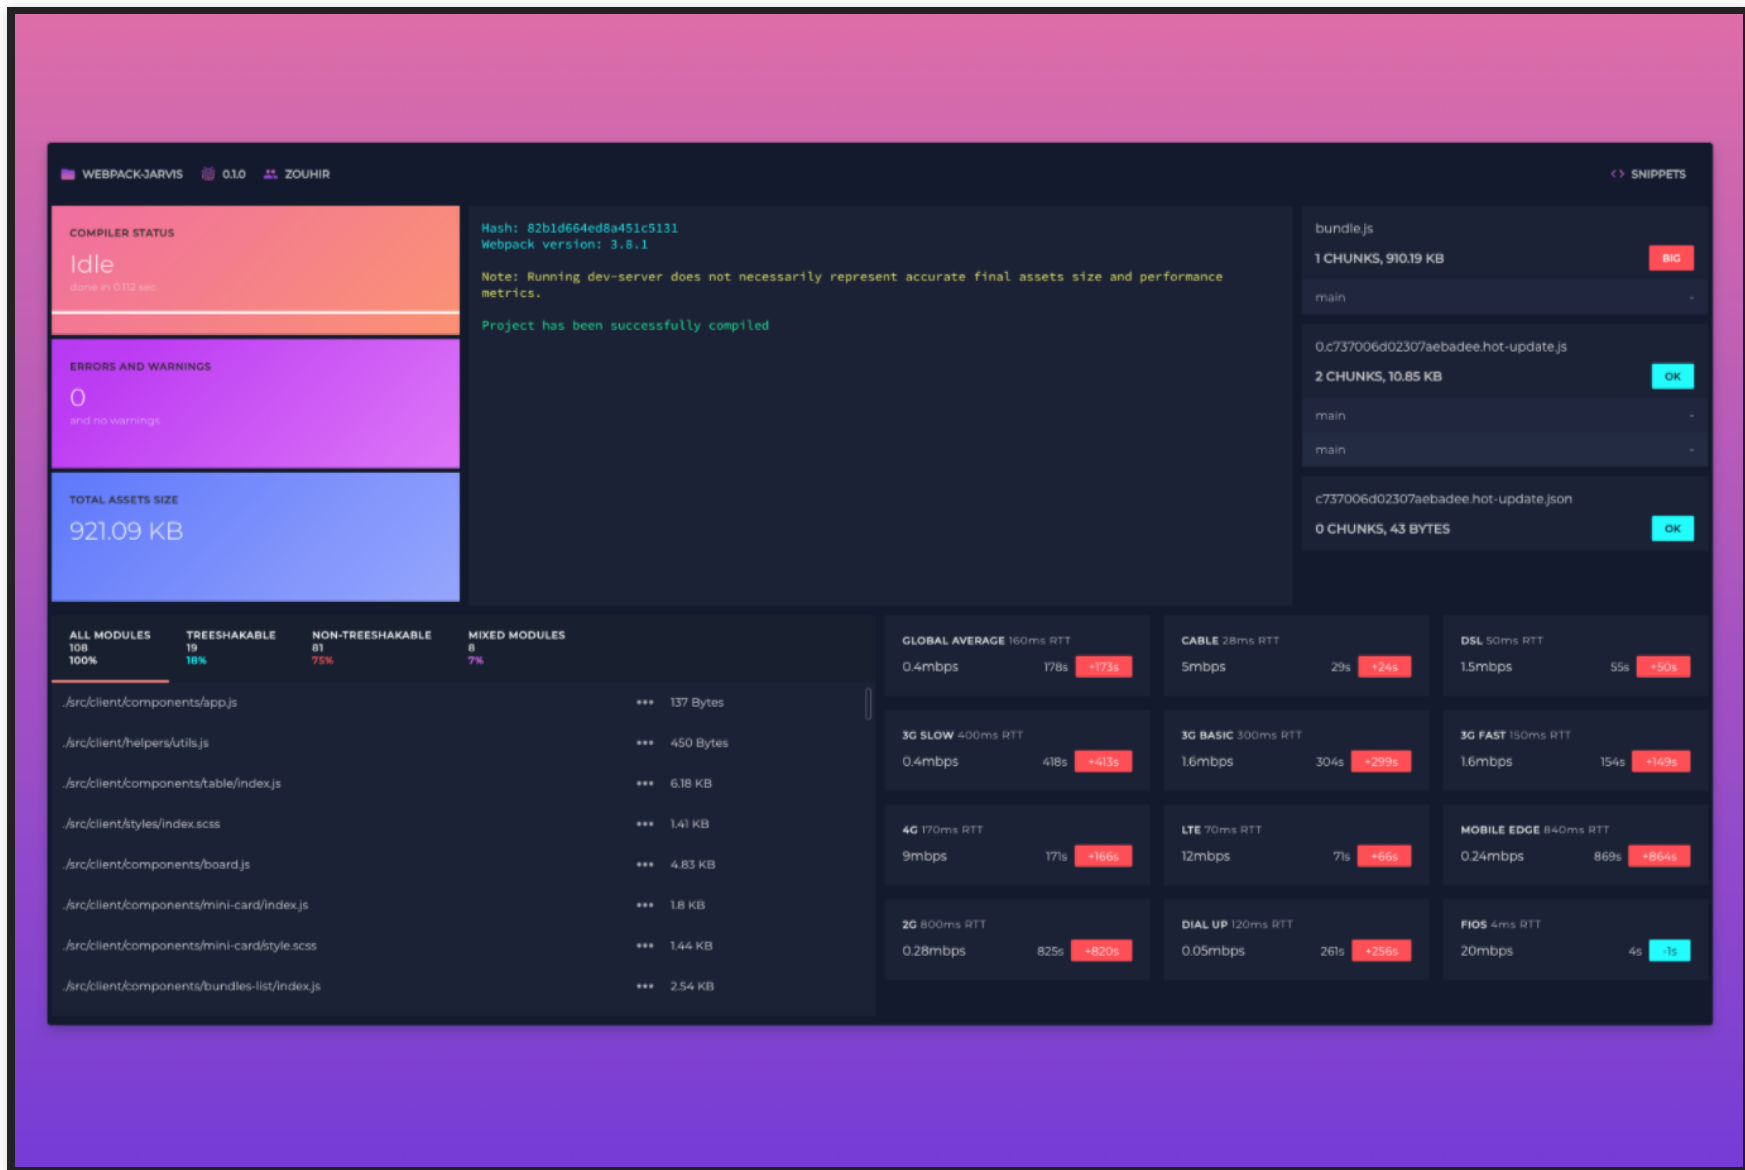 WEBPACK-JARVIS 0.1.0 ZOUHIR
SNIPPETS
COMPILER STATUS
Idle
done in 0.112 sec
ERRORS AND WARNINGS
0
and no warnings
TOTAL ASSETS SIZE
921.09 KB
Hash: 82b1d664ed8a451c5131
Webpack version: 3.8.1
Note: Running dev-server does not necessarily represent accurate final assets size and performance
metrics.
Project has been successfully compiled
bundle.js
1 CHUNKS, 910.19 KB BIG
main -
0.c737006d02307aebadee.hot-update.js
2 CHUNKS, 10.85 KB OK
main -
main -
c737006d02307aebadee.hot-update.json
0 CHUNKS, 43 BYTES OK
ALL MODULES TREESHAKABLE NON-TREESHAKABLE MIXED MODULES
108 19 81 8
100% 18% 75% 7%
./src/client/components/app.js ••• 137 Bytes
./src/client/helpers/utils.js ••• 450 Bytes
./src/client/components/table/index.js ••• 6.18 KB
./src/client/styles/index.scss ••• 1.41 KB
./src/client/components/board.js ••• 4.83 KB
./src/client/components/mini-card/index.js ••• 1.8 KB
./src/client/components/mini-card/style.scss ••• 1.44 KB
./src/client/components/bundles-list/index.js ••• 2.54 KB
GLOBAL AVERAGE 160ms RTT
0.4mbps 178s +173s
CABLE 28ms RTT
5mbps 29s +24s
DSL 50ms RTT
1.5mbps 55s +50s
3G SLOW 400ms RTT
0.4mbps 418s +413s
3G BASIC 300ms RTT
1.6mbps 304s +299s
3G FAST 150ms RTT
1.6mbps 154s +149s
4G 170ms RTT
9mbps 171s +166s
LTE 70ms RTT
12mbps 71s +66s
MOBILE EDGE 840ms RTT
0.24mbps 869s +864s
2G 800ms RTT
0.28mbps 825s +820s
DIAL UP 120ms RTT
0.05mbps 261s +256s
FIOS 4ms RTT
20mbps 4s -1s